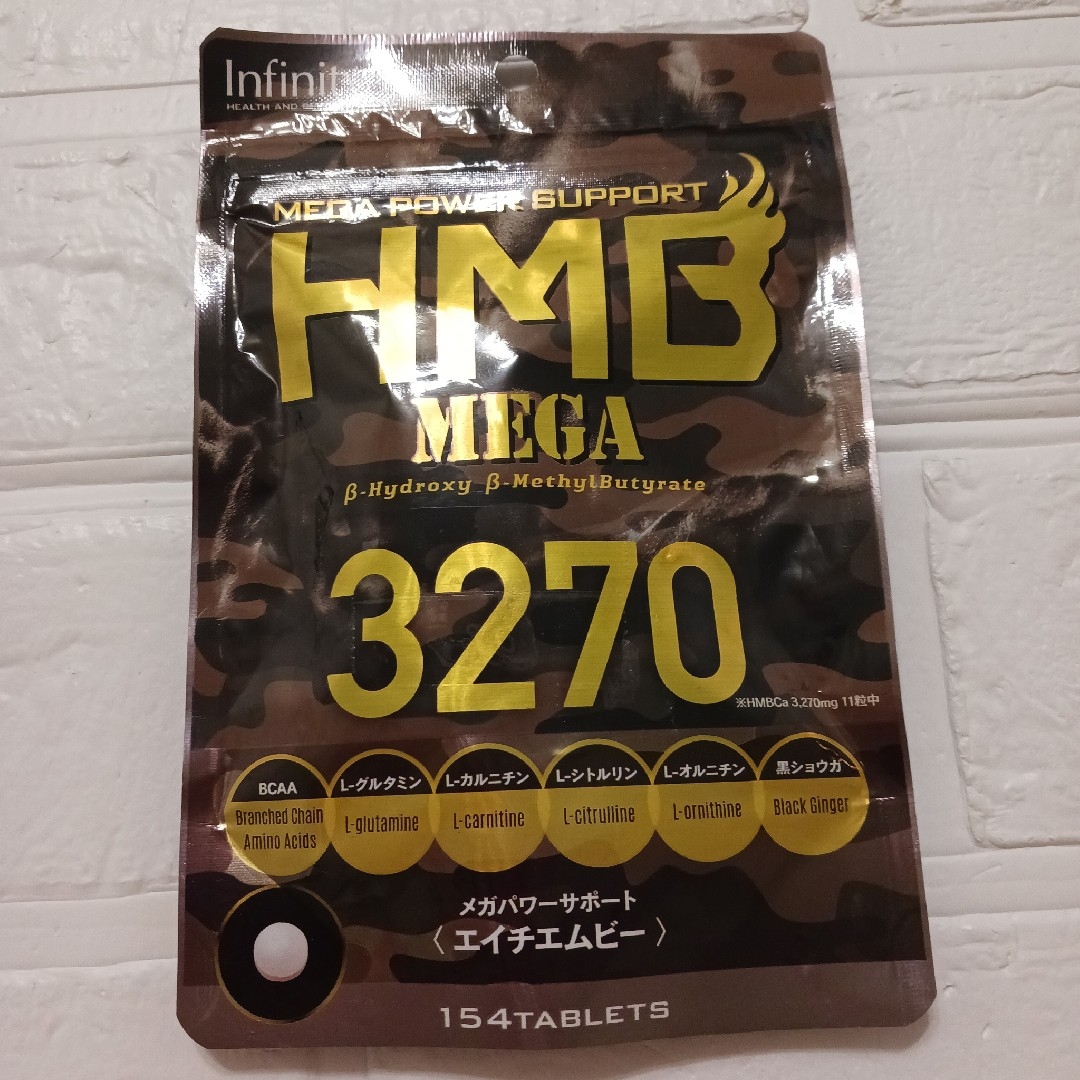 Infinit
HEALTH AND
MEGA POWER SUPPORT
HMB
MEGA
β-Hydroxy β-MethylButyrate
3270
※HMBCa 3,270mg 11粒中
BCAA
Branched Chain
Amino Acids
L-グルタミン
L-glutamine
L-カルニチン
L-carnitine
L-シトルリン
L-citrulline
L-オルニチン
L-ornithine
黒ショウガ
Black Ginger
メガパワーサポート
〈エイチエムビー〉
154TABLETS